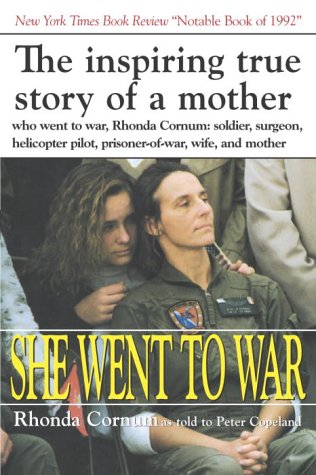 New York Times Book Review “Notable Book of 1992”
The inspiring true
story of a mother
who went to war, Rhonda Cornum: soldier, surgeon,
helicopter pilot, prisoner-of-war, wife, and mother
SHE WENT TO WAR
Rhonda Cornum as told to Peter Copeland